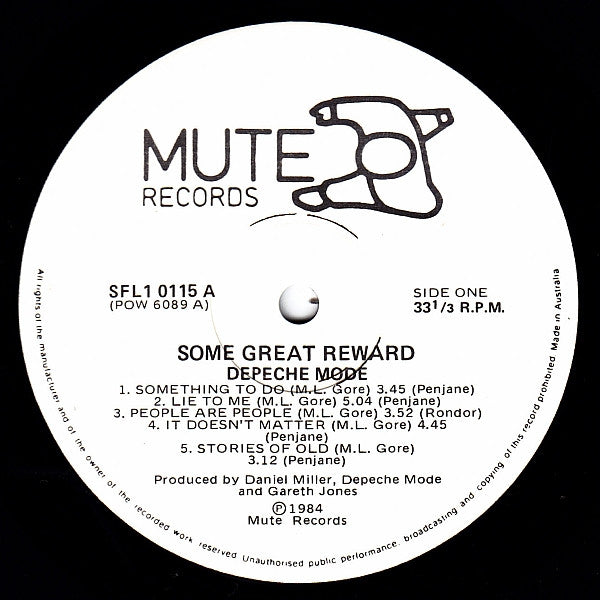 MUTE
RECORDS
SFL1 0115 A
(POW 6089 A)
SIDE ONE
33 1/3 R.P.M.
SOME GREAT REWARD
DEPECHE MODE
1. SOMETHING TO DO (M.L. Gore) 3.45 (Penjane)
2. LIE TO ME (M.L. Gore) 5.04 (Penjane)
3. PEOPLE ARE PEOPLE (M.L. Gore) 3.52 (Rondor)
4. IT DOESN'T MATTER (M.L. Gore) 4.45
(Penjane)
5. STORIES OF OLD (M.L. Gore)
3.12 (Penjane)
Produced by Daniel Miller, Depeche Mode
and Gareth Jones
Ⓟ1984
Mute Records
All rights of the manufacturer and of the owner of the recorded work reserved. Unauthorised public performance, broadcasting and copying of this record prohibited. Made in Australia